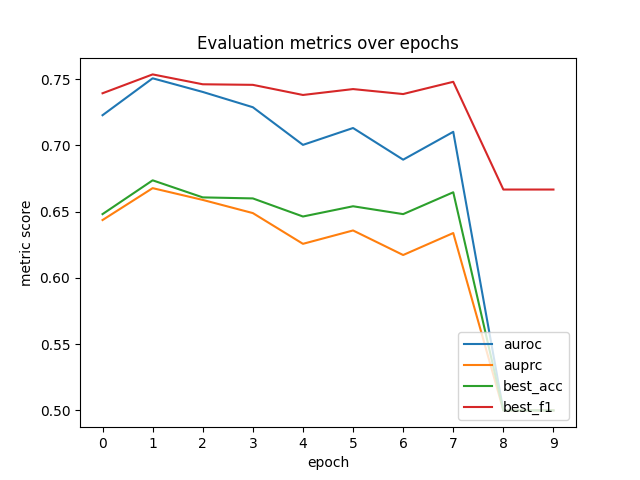 Evaluation metrics over epochs
metric score
0.75
0.70
0.65
0.60
0.55
0.50
auroc
auprc
best_acc
best_f1
0 1 2 3 4 5 6 7 8 9
epoch